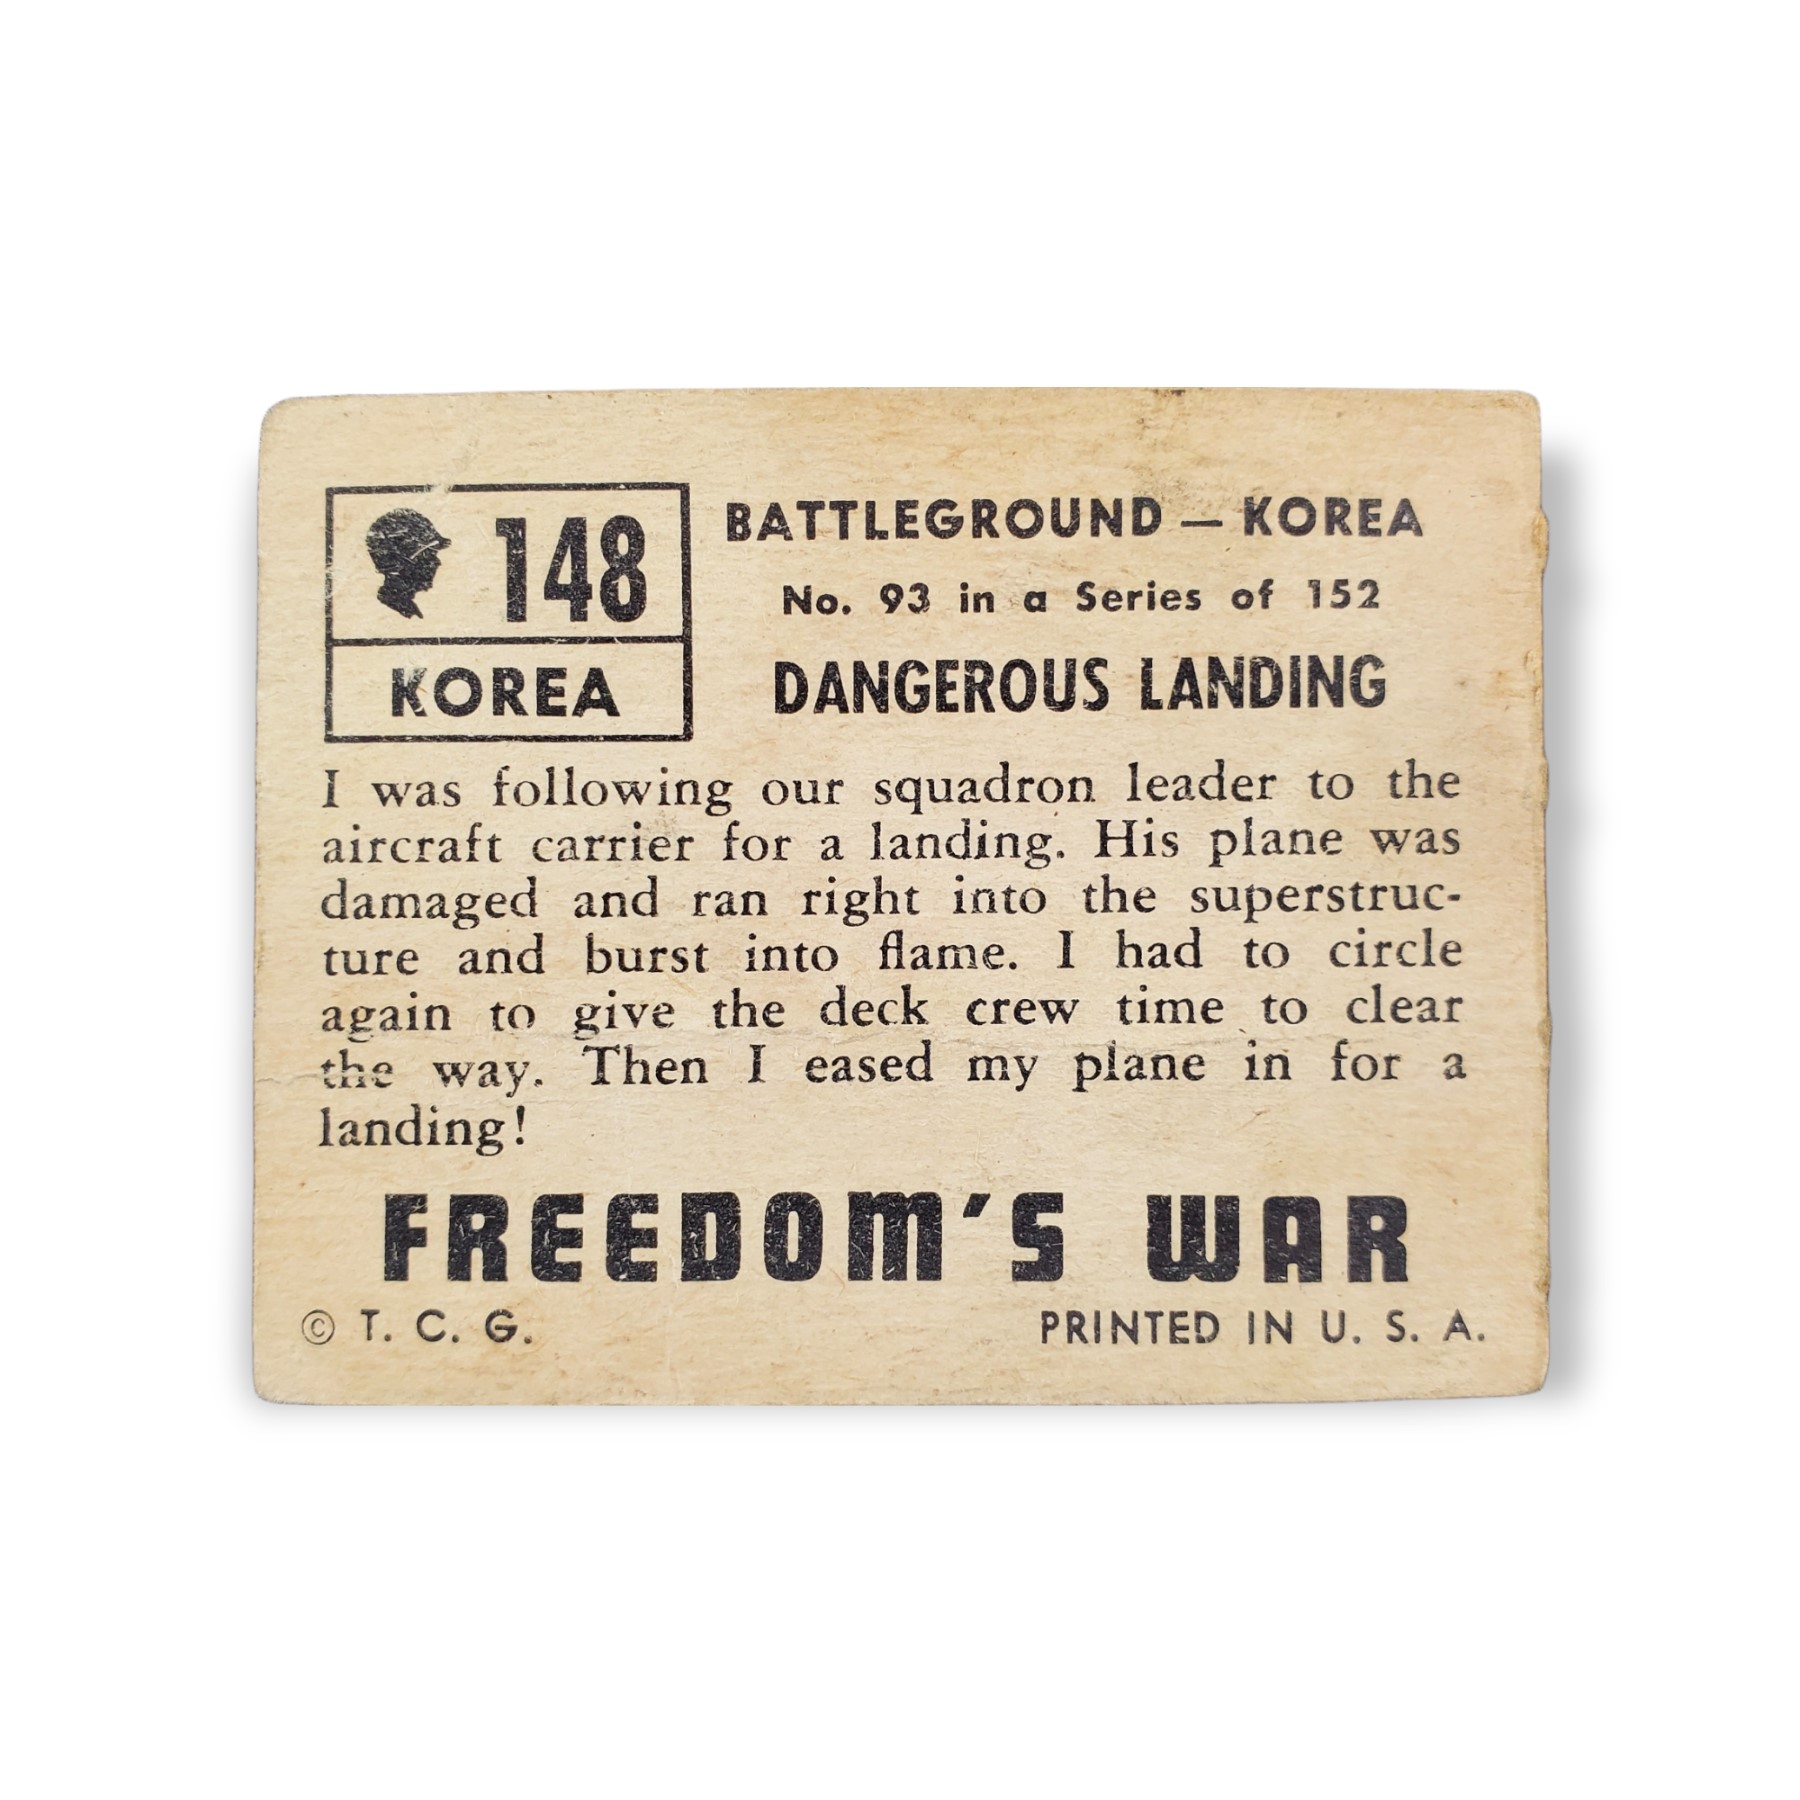 148
KOREA
BATTLEGROUND — KOREA
No. 93 in a Series of 152
DANGEROUS LANDING
I was following our squadron leader to the
aircraft carrier for a landing. His plane was
damaged and ran right into the superstruc-
ture and burst into flame. I had to circle
again to give the deck crew time to clear
the way. Then I eased my plane in for a
landing!
FREEDOM'S WAR
© T. C. G.
PRINTED IN U. S. A.